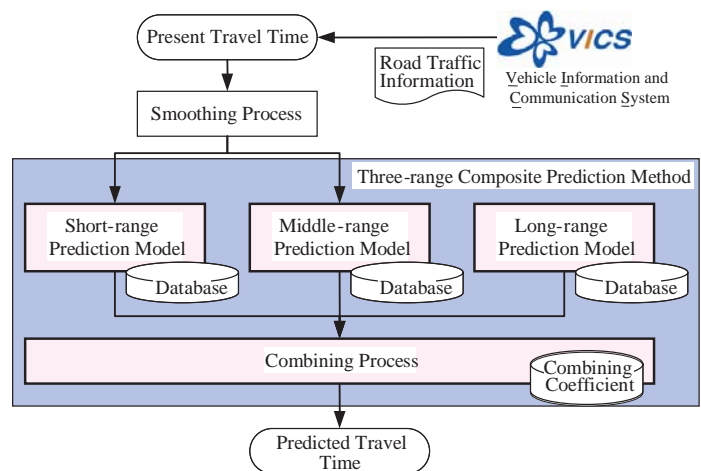 Present Travel Time
VICS
Road Traffic
Information
Vehicle Information and
Communication System
Smoothing Process
Three-range Composite Prediction Method
Short-range
Prediction Model
Database
Middle-range
Prediction Model
Database
Long-range
Prediction Model
Database
Combining Process
Combining
Coefficient
Predicted Travel
Time